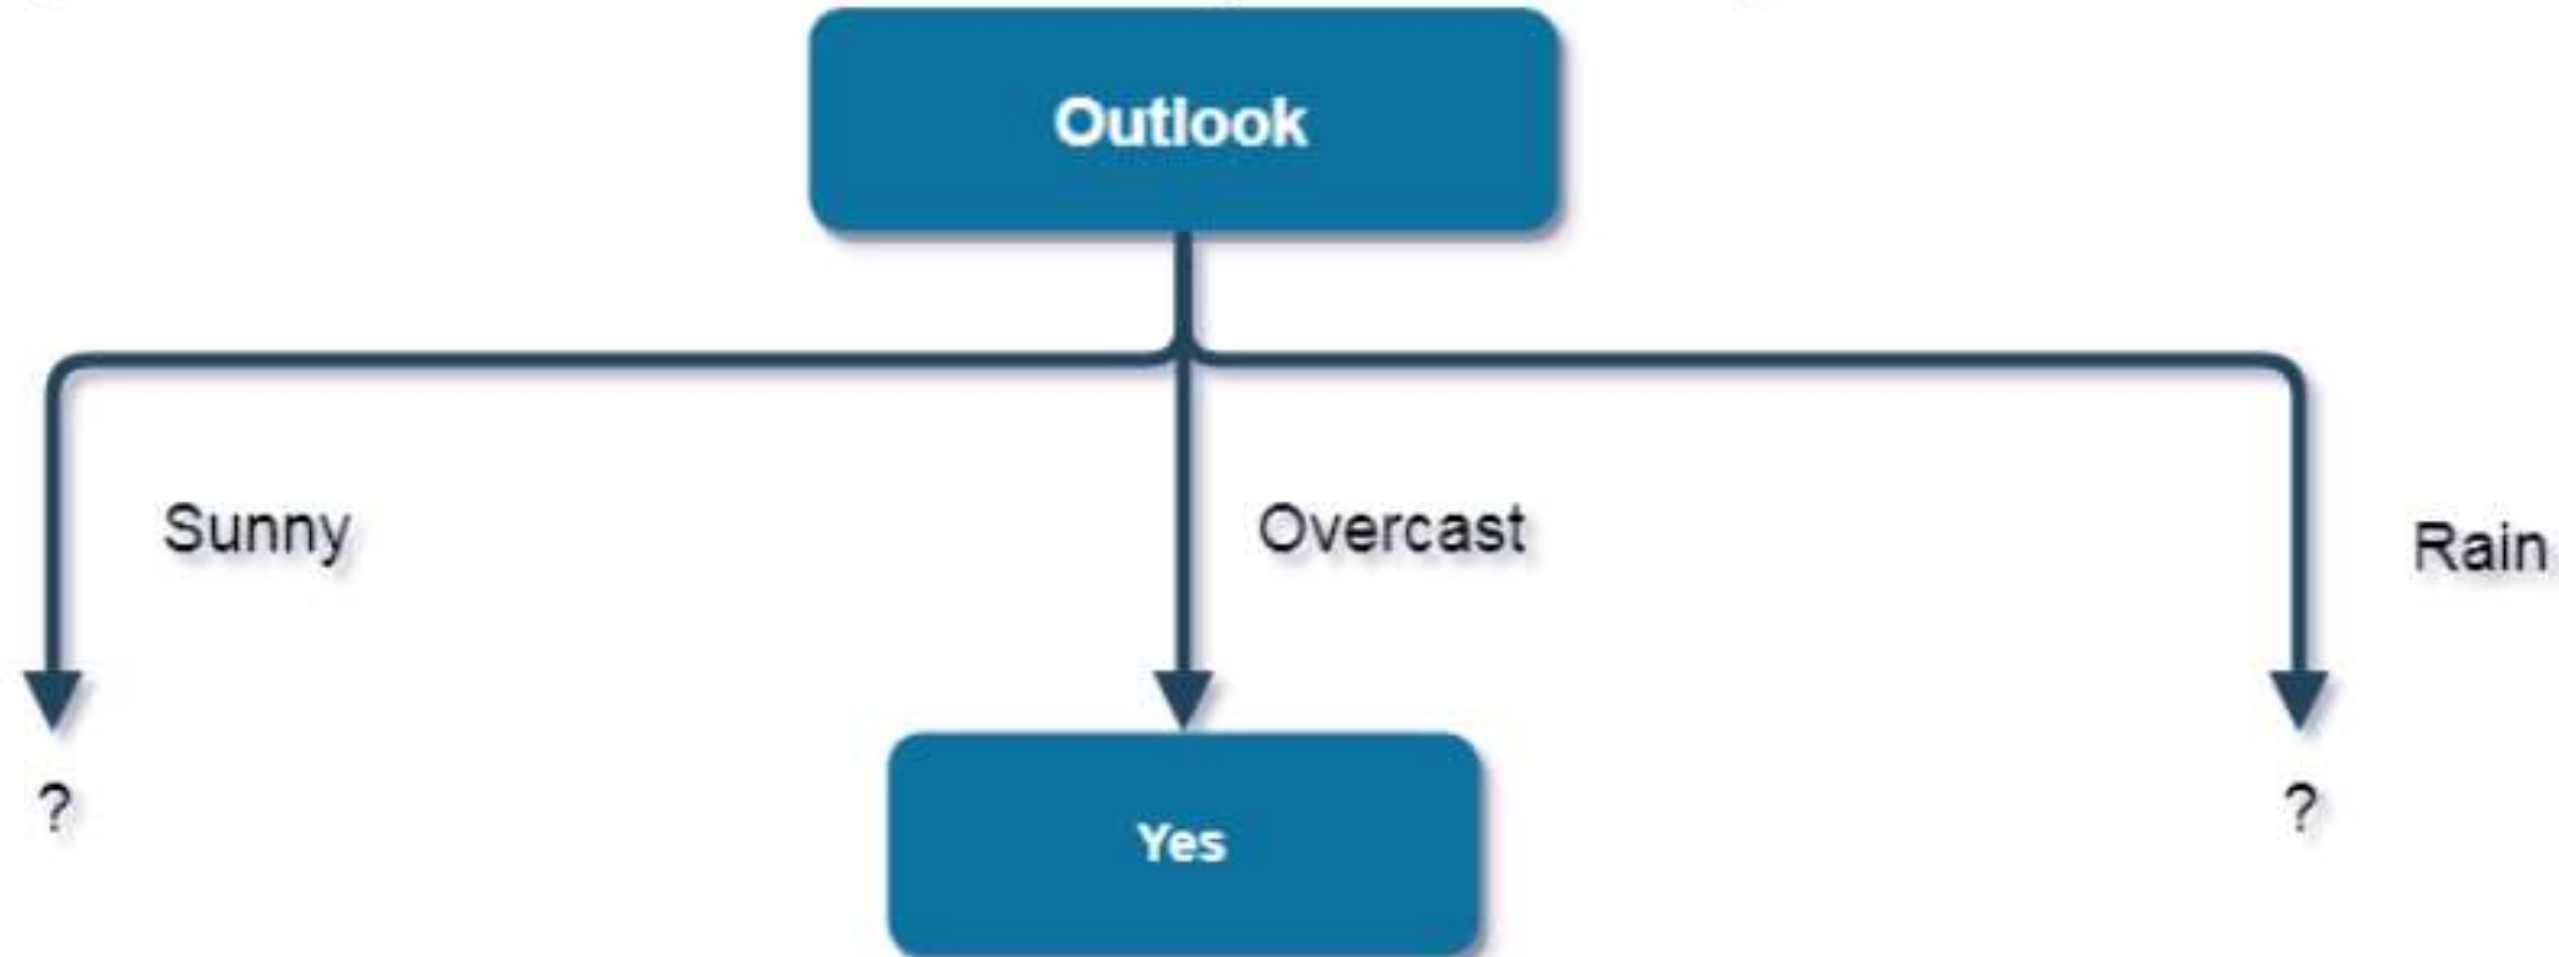 Outlook
Sunny
Overcast
Rain
?
Yes
?